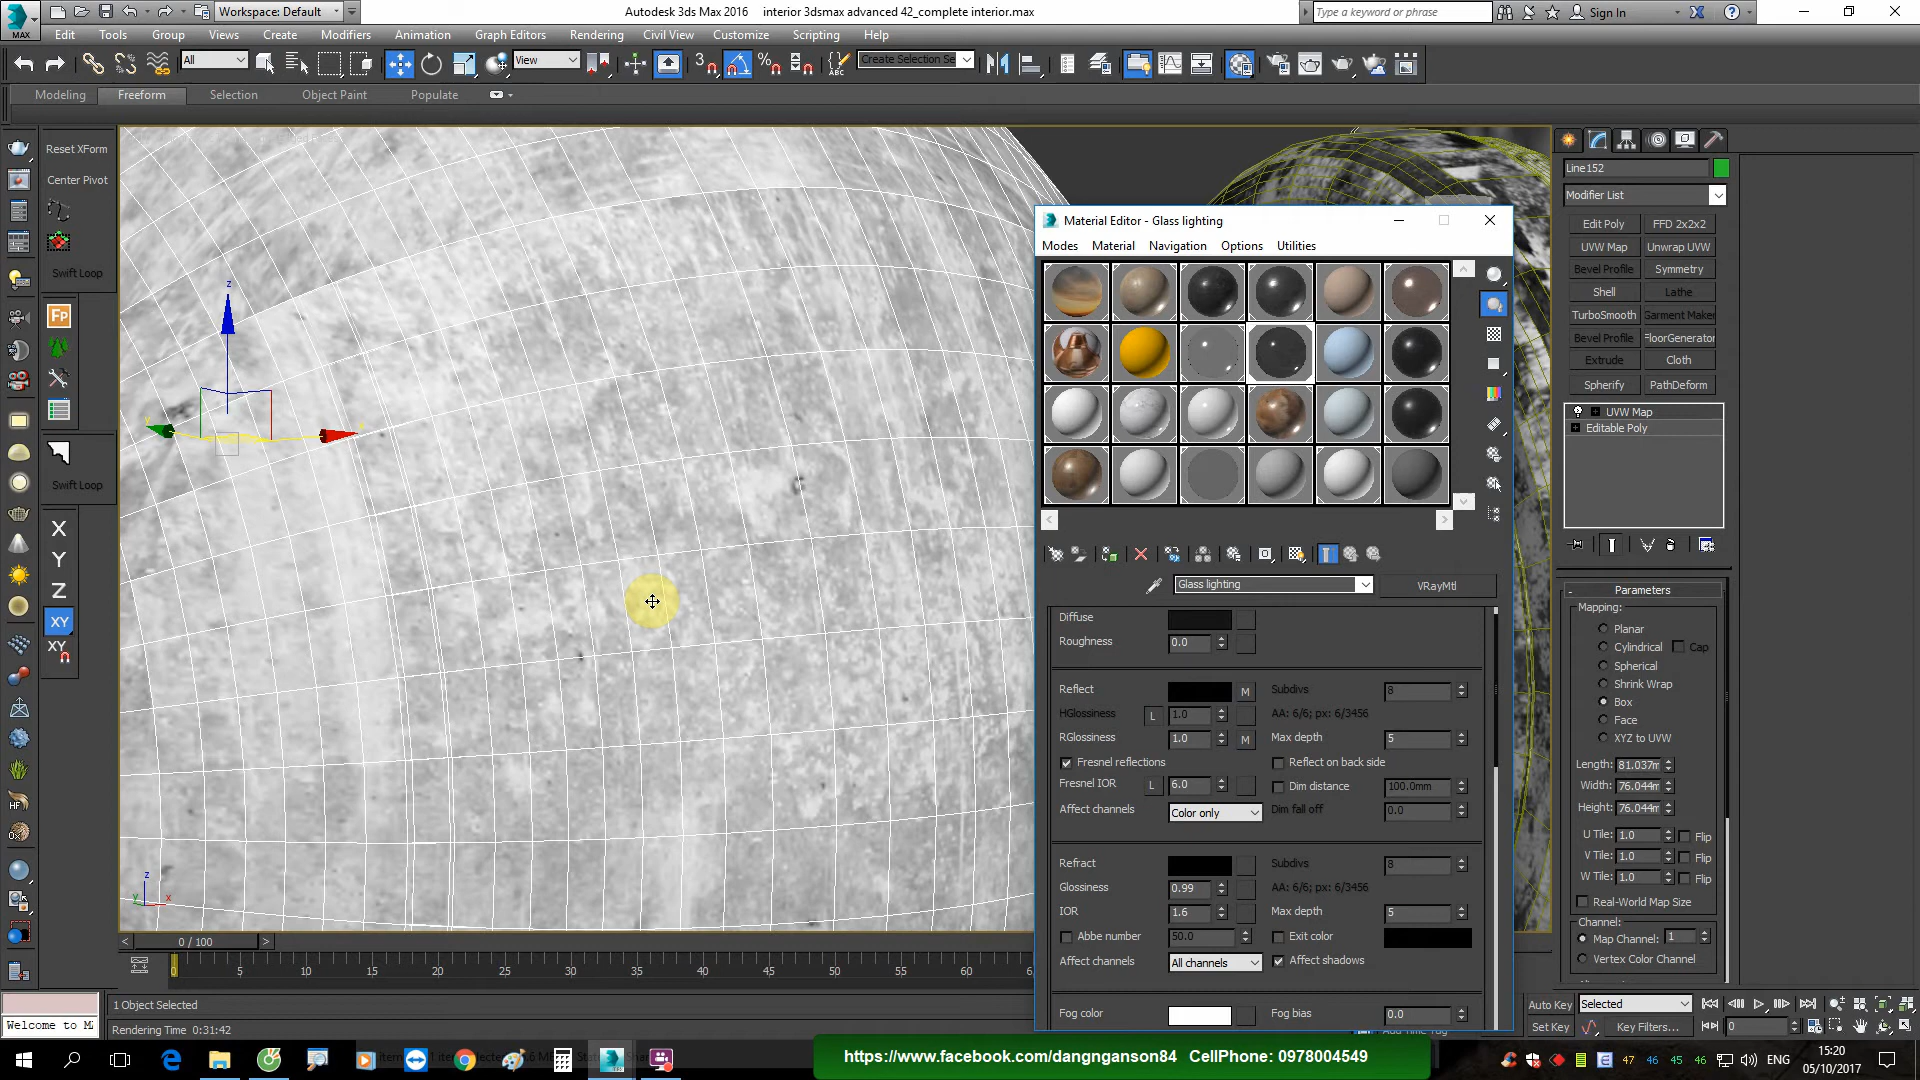 MAX
Workspace: Default
Autodesk 3ds Max 2016
interior 3dsmax advanced 42_complete interior.max
Type a keyword or phrase
Sign In
Edit
Tools
Group
Views
Create
Modifiers
Animation
Graph Editors
Rendering
Civil View
Customize
Scripting
Help
All
View
3
Create Selection Se
Modeling
Freeform
Selection
Object Paint
Populate
Reset XForm
Center Pivot
Swift Loop
Fp
Swift Loop
X
Y
Z
XY
XY
HF
z
y
x
z
x
y
Material Editor - Glass lighting
Modes
Material
Navigation
Options
Utilities
Glass lighting
VRayMtl
Diffuse
Roughness
0.0
Reflect
M
Subdivs
8
HGlossiness
L
1.0
AA: 6/6; px: 6/3456
RGlossiness
1.0
M
Max depth
5
Fresnel reflections
Reflect on back side
Fresnel IOR
L
6.0
Dim distance
100.0mm
Affect channels
Color only
Dim fall off
0.0
Refract
Subdivs
8
Glossiness
0.99
AA: 6/6; px: 6/3456
IOR
1.6
Max depth
5
Abbe number
50.0
Exit color
Affect channels
All channels
Affect shadows
Fog color
Fog bias
0.0
Line152
Modifier List
Edit Poly
FFD 2x2x2
UVW Map
Unwrap UVW
Bevel Profile
Symmetry
Shell
Lathe
TurboSmooth
Garment Maker
Bevel Profile
FloorGenerator
Extrude
Cloth
Spherify
PathDeform
UVW Map
Editable Poly
Parameters
Mapping:
Planar
Cylindrical
Cap
Spherical
Shrink Wrap
Box
Face
XYZ to UVW
Length:
81.037m
Width:
76.044m
Height:
76.044m
U Tile:
1.0
Flip
V Tile:
1.0
Flip
W Tile:
1.0
Flip
Real-World Map Size
Channel:
Map Channel:
1
Vertex Color Channel
0 / 100
0
5
10
15
20
25
30
35
40
45
50
55
60
1 Object Selected
Welcome to M
Rendering Time 0:31:42
Auto Key
Selected
Set Key
Key Filters...
0
https://www.facebook.com/dangnganson84 CellPhone: 0978004549
47
46
45
46
ENG
15:20
05/10/2017